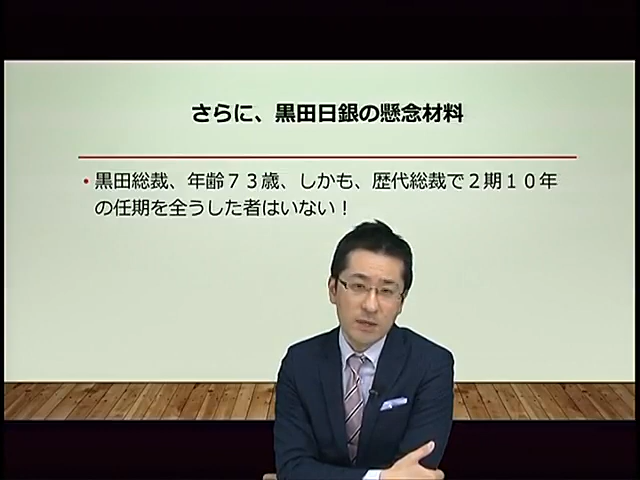 さらに、黒田日銀の懸念材料
・黒田総裁、年齢７３歳、しかも、歴代総裁で２期１０年
の任期を全うした者はいない！